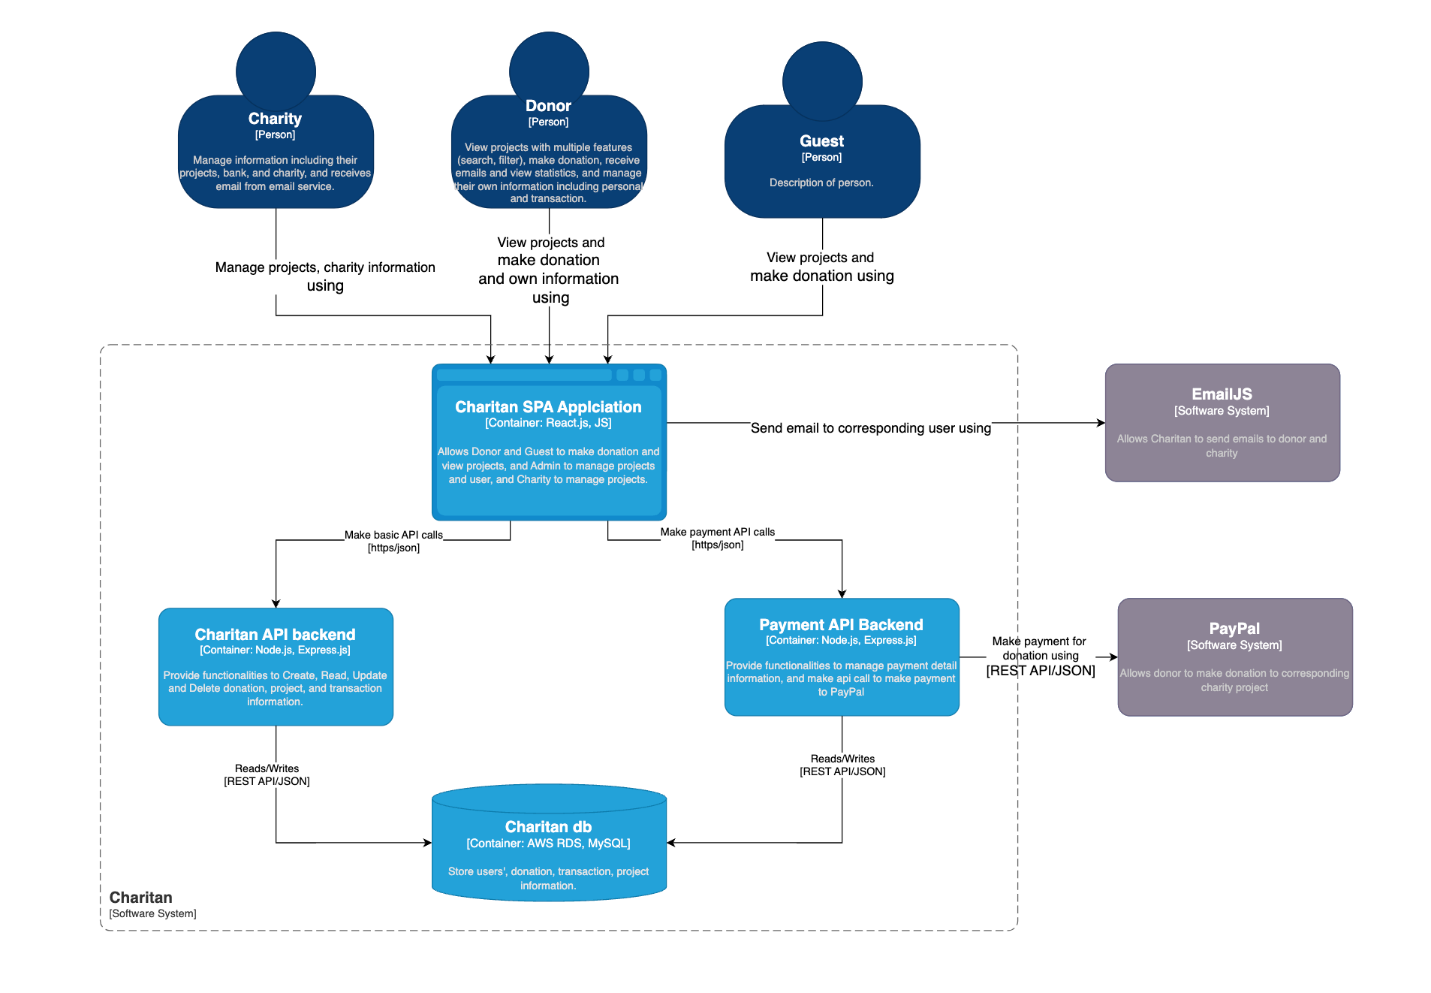 Charity
[Person]
Manage information including their
projects, bank, and charity, and receives
email from email service.
Donor
[Person]
View projects with multiple features
(search, filter), make donation, receive
emails and view statistics, and manage
their own information including personal
and transaction.
Guest
[Person]
Description of person.
Manage projects, charity information
using
View projects and
make donation
and own information
using
View projects and
make donation using
Charitan SPA Applciation
[Container: React.js, JS]
Allows Donor and Guest to make donation and
view projects, and Admin to manage projects
and user, and Charity to manage projects.
Send email to corresponding user using
EmailJS
[Software System]
Allows Charitan to send emails to donor and
charity
Make basic API calls
[https/json]
Make payment API calls
[https/json]
Charitan API backend
[Container: Node.js, Express.js]
Provide functionalities to Create, Read, Update
and Delete donation, project, and transaction
information.
Payment API Backend
[Container: Node.js, Express.js]
Provide functionalities to manage payment detail
information, and make api call to make payment
to PayPal
Make payment for
donation using
[REST API/JSON]
PayPal
[Software System]
Allows donor to make donation to corresponding
charity project
Reads/Writes
[REST API/JSON]
Reads/Writes
[REST API/JSON]
Charitan db
[Container: AWS RDS, MySQL]
Store users', donation, transaction, project
information.
Charitan
[Software System]